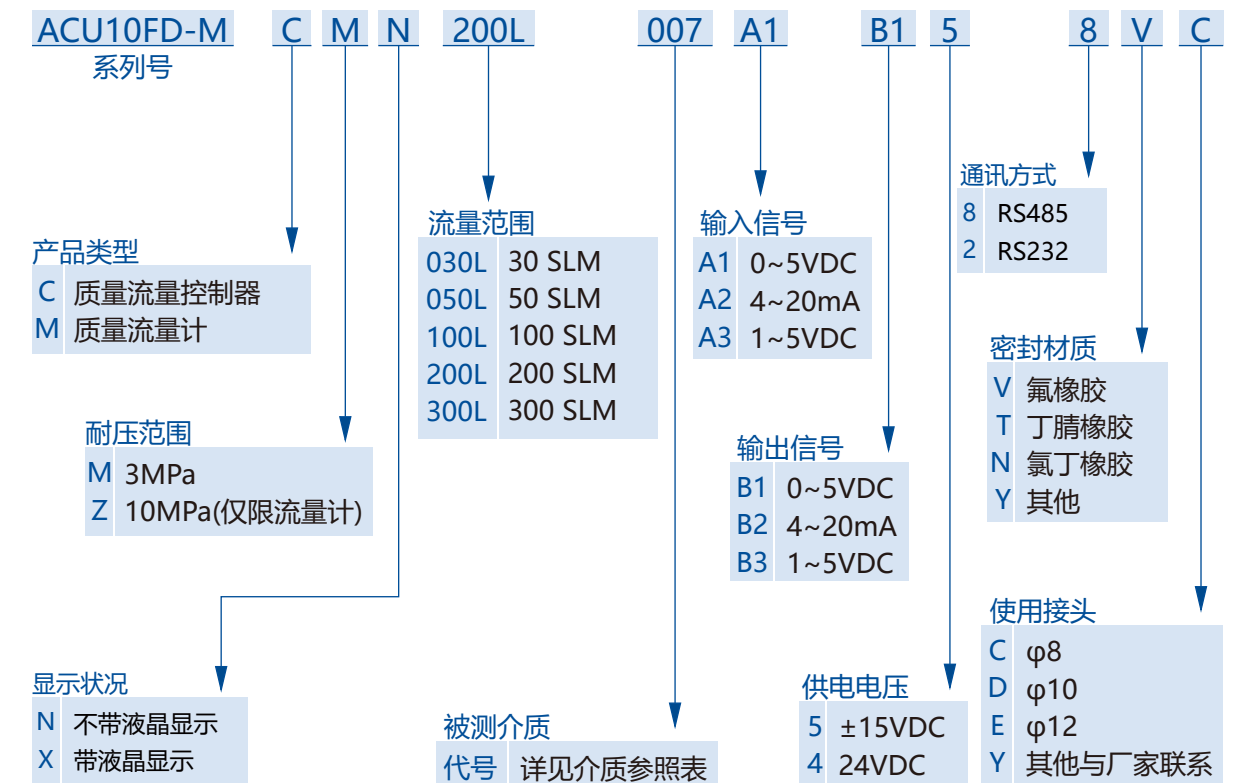 ACU10FD-M C M N 200L 007 A1 B1 5 8 V C
系列号
通讯方式
8 RS485
2 RS232
流量范围
030L 30 SLM
050L 50 SLM
100L 100 SLM
200L 200 SLM
300L 300 SLM
输入信号
A1 0~5VDC
A2 4~20mA
A3 1~5VDC
产品类型
C 质量流量控制器
M 质量流量计
密封材质
V 氟橡胶
T 丁腈橡胶
N 氯丁橡胶
Y 其他
耐压范围
M 3MPa
Z 10MPa(仅限流量计)
输出信号
B1 0~5VDC
B2 4~20mA
B3 1~5VDC
使用接头
C φ8
D φ10
E φ12
Y 其他与厂家联系
显示状况
N 不带液晶显示
X 带液晶显示
被测介质
代号 详见介质参照表
供电电压
5 ±15VDC
4 24VDC